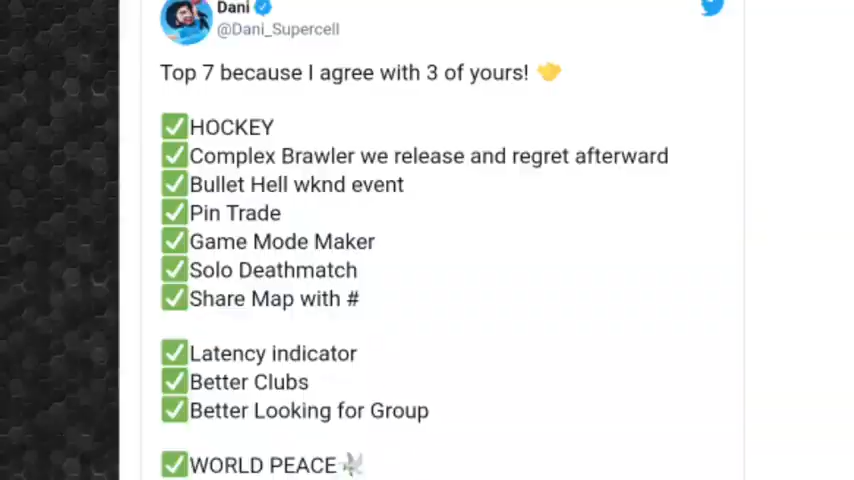 Dani
@Dani_Supercell
Top 7 because I agree with 3 of yours! 🤝
✅HOCKEY
✅Complex Brawler we release and regret afterward
✅Bullet Hell wknd event
✅Pin Trade
✅Game Mode Maker
✅Solo Deathmatch
✅Share Map with #
✅Latency indicator
✅Better Clubs
✅Better Looking for Group
✅WORLD PEACE🕊